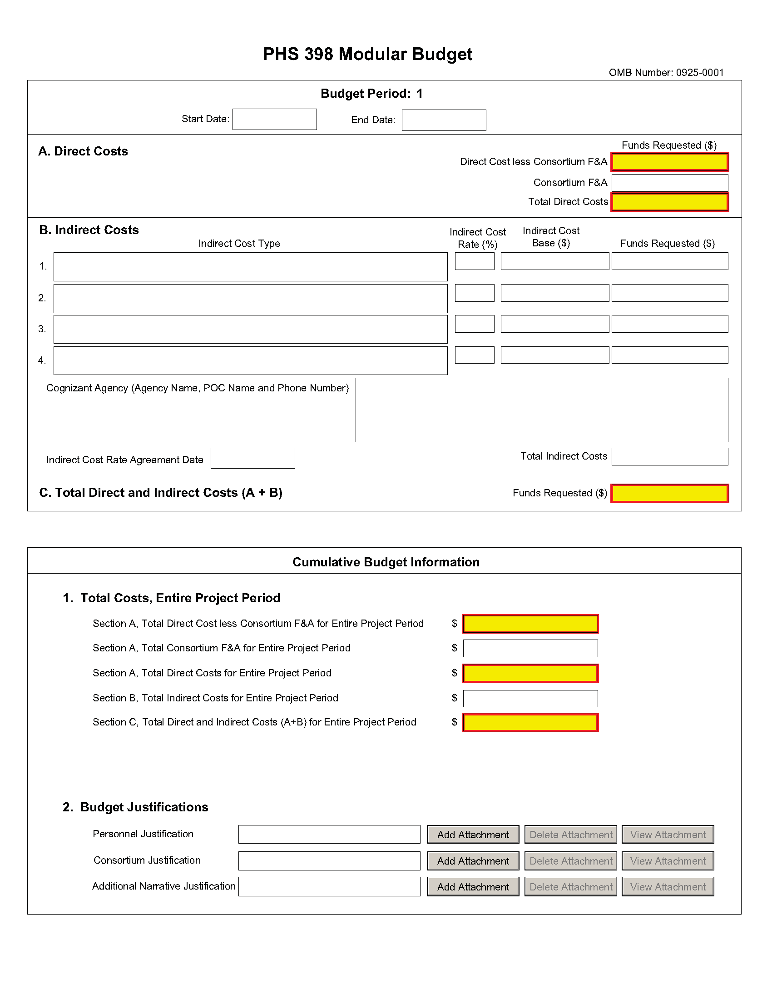 PHS 398 Modular Budget
OMB Number: 0925-0001
Budget Period: 1
Start Date: End Date:
A. Direct Costs
Funds Requested ($)
Direct Cost less Consortium F&A
Consortium F&A
Total Direct Costs
B. Indirect Costs
Indirect Cost Type
Indirect Cost
Rate (%)
Indirect Cost
Base ($)
Funds Requested ($)
1.
2.
3.
4.
Cognizant Agency (Agency Name, POC Name and Phone Number)
Indirect Cost Rate Agreement Date
Total Indirect Costs
C. Total Direct and Indirect Costs (A + B)
Funds Requested ($)
Cumulative Budget Information
1. Total Costs, Entire Project Period
Section A, Total Direct Cost less Consortium F&A for Entire Project Period $
Section A, Total Consortium F&A for Entire Project Period $
Section A, Total Direct Costs for Entire Project Period $
Section B, Total Indirect Costs for Entire Project Period $
Section C, Total Direct and Indirect Costs (A+B) for Entire Project Period $
2. Budget Justifications
Personnel Justification Add Attachment Delete Attachment View Attachment
Consortium Justification Add Attachment Delete Attachment View Attachment
Additional Narrative Justification Add Attachment Delete Attachment View Attachment